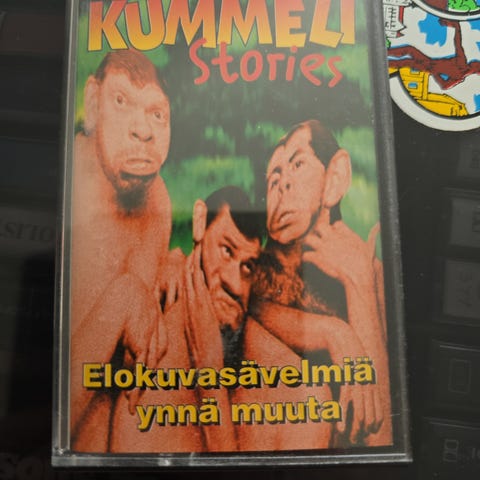 KUMMELI
Stories
Elokuvasävelmiä
ynnä muuta